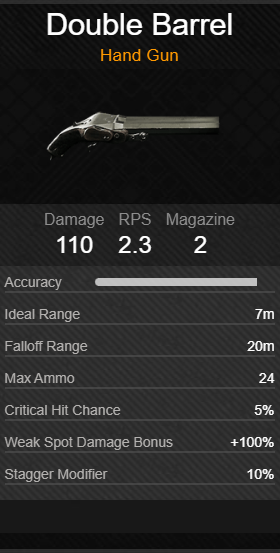 Double Barrel
Hand Gun
Damage RPS Magazine
110 2.3 2
Accuracy
Ideal Range 7m
Falloff Range 20m
Max Ammo 24
Critical Hit Chance 5%
Weak Spot Damage Bonus +100%
Stagger Modifier 10%